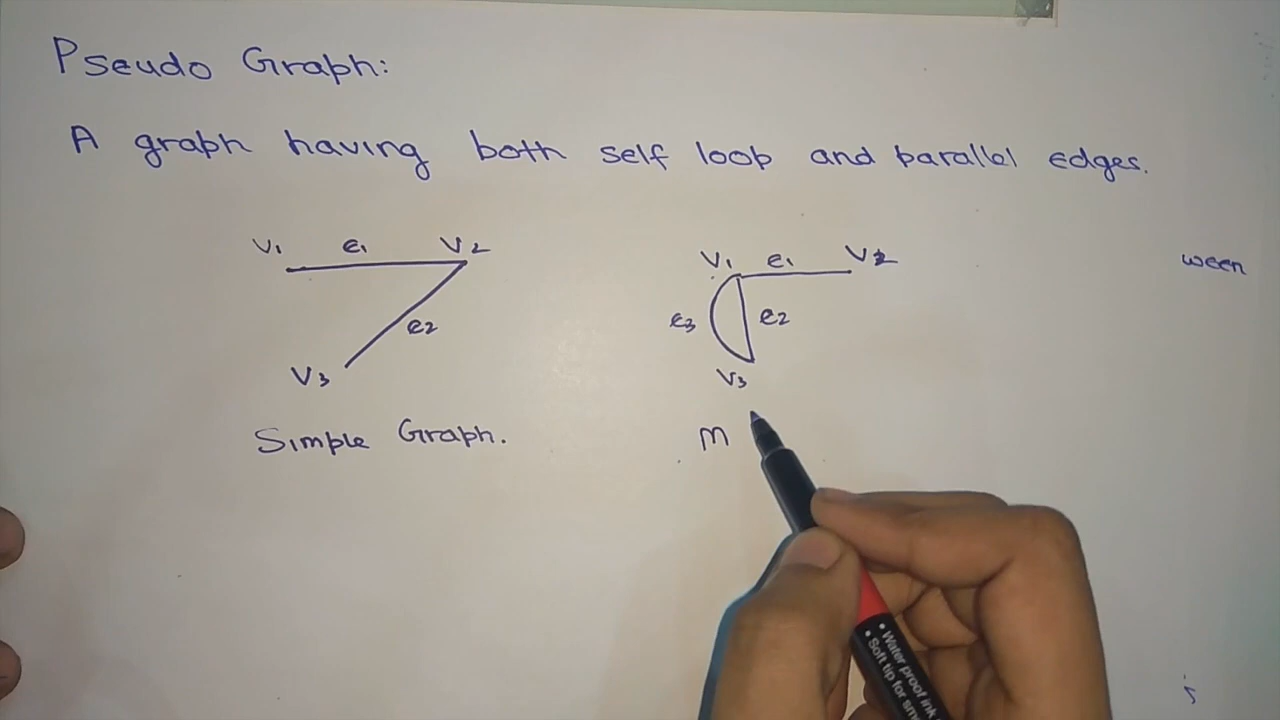 Pseudo Graph:
A graph having both self loop and parallel edges.
V1 e1 V2
e2
V3
Simple Graph.
V1 e1 V2
e3 e2
V3
M
ween
• Water proof ink
• Soft tip for sm